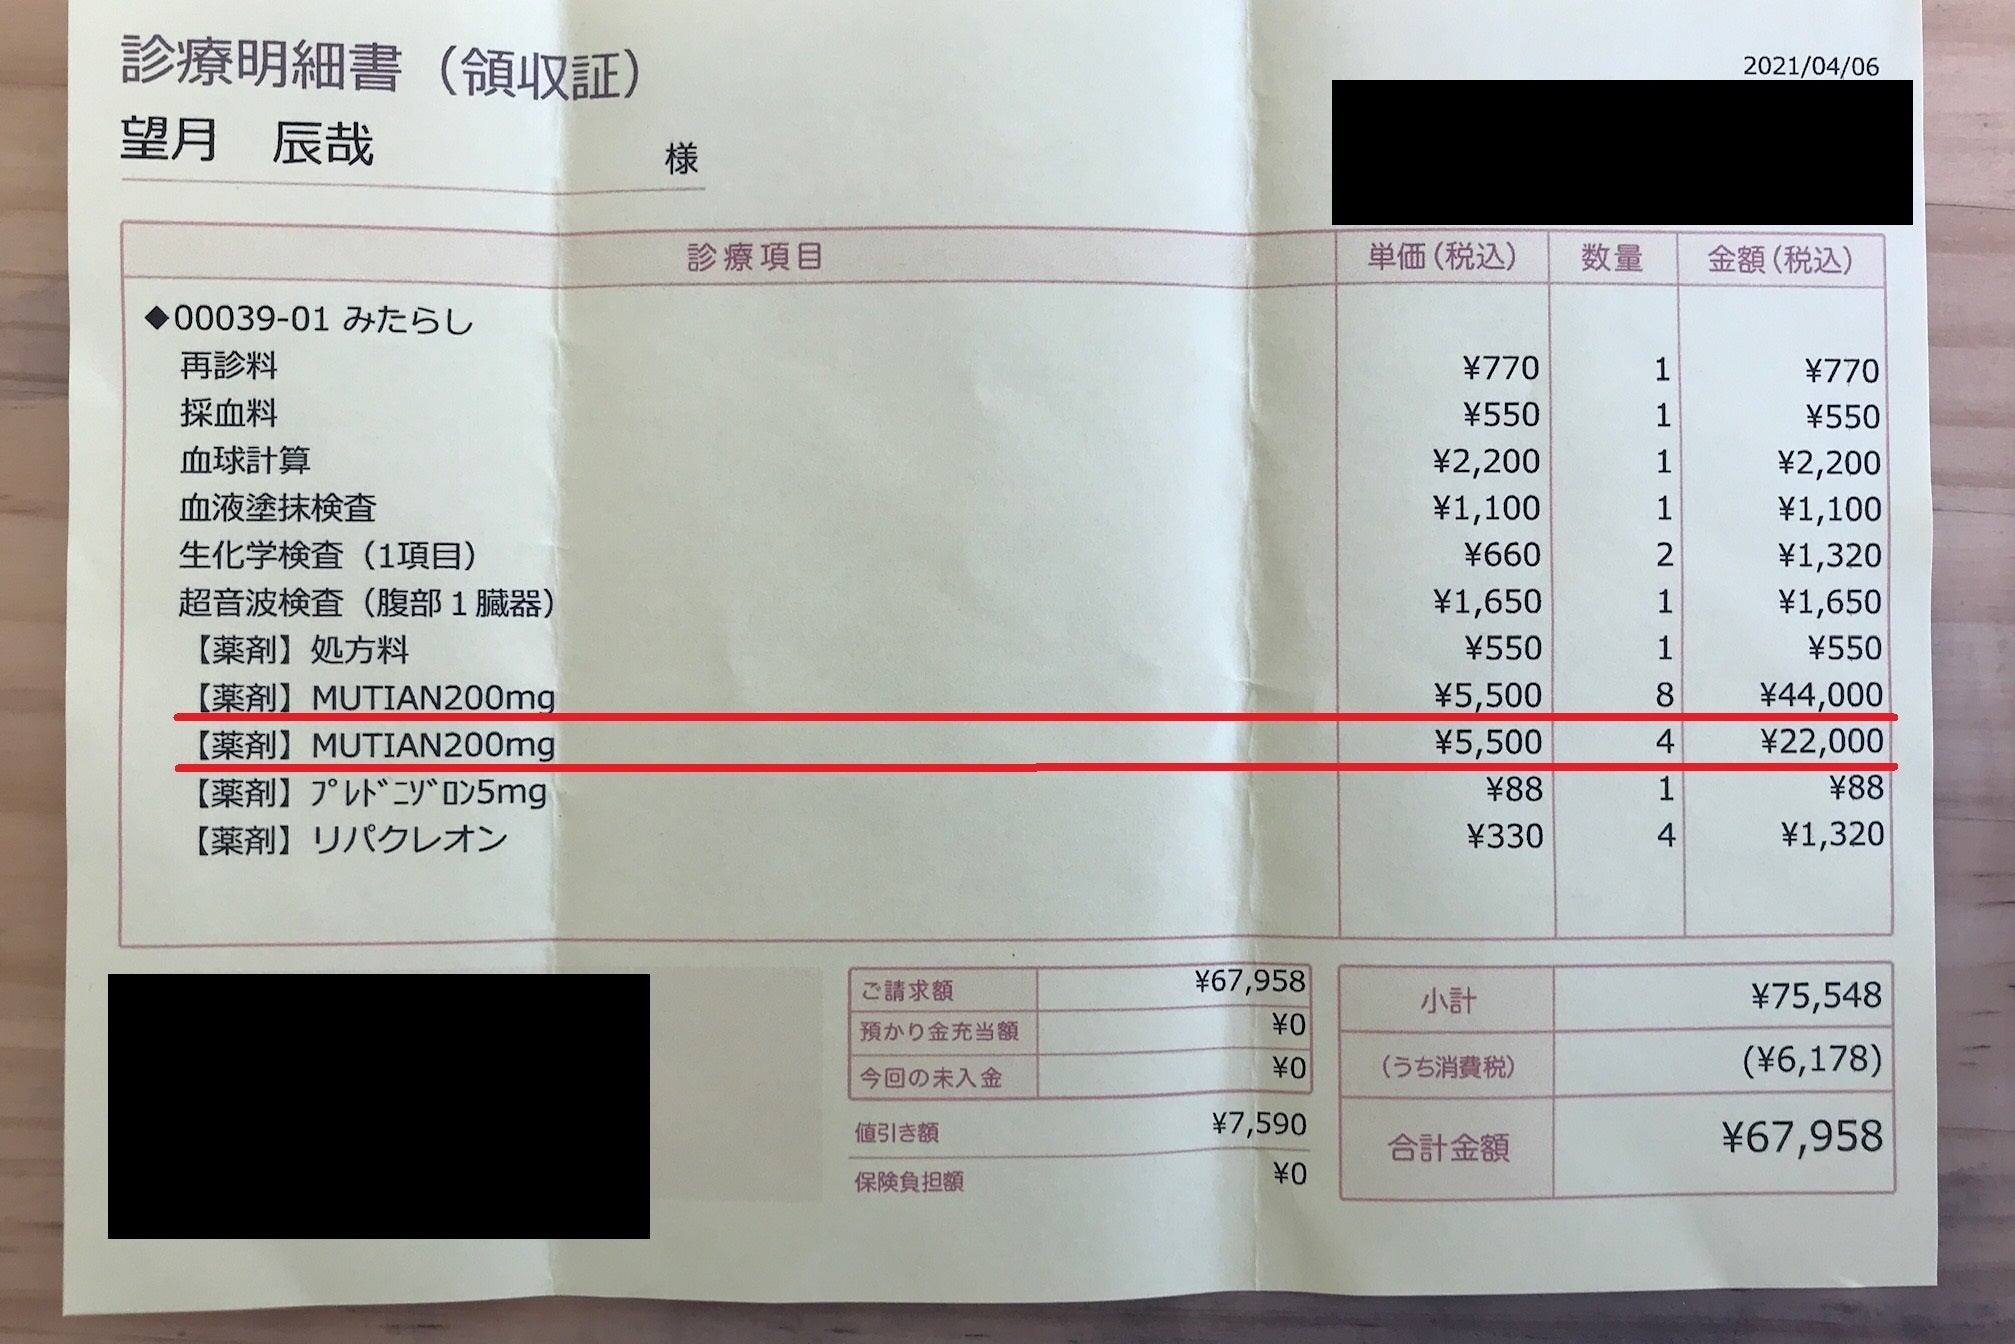 診療明細書（領収証）
2021/04/06
望月　辰哉　様
診療項目 単価（税込） 数量 金額（税込）
◆00039-01 みたらし
再診料 ¥770 1 ¥770
採血料 ¥550 1 ¥550
血球計算 ¥2,200 1 ¥2,200
血液塗抹検査 ¥1,100 1 ¥1,100
生化学検査（1項目） ¥660 2 ¥1,320
超音波検査（腹部１臓器） ¥1,650 1 ¥1,650
【薬剤】処方料 ¥550 1 ¥550
【薬剤】MUTIAN200mg ¥5,500 8 ¥44,000
【薬剤】MUTIAN200mg ¥5,500 4 ¥22,000
【薬剤】ﾌﾟﾚﾄﾞﾆｿﾞﾛﾝ5mg ¥88 1 ¥88
【薬剤】リパクレオン ¥330 4 ¥1,320
ご請求額 ¥67,958
預かり金充当額 ¥0
今回の未入金 ¥0
値引き額 ¥7,590
保険負担額 ¥0
小計 ¥75,548
（うち消費税） (¥6,178)
合計金額 ¥67,958